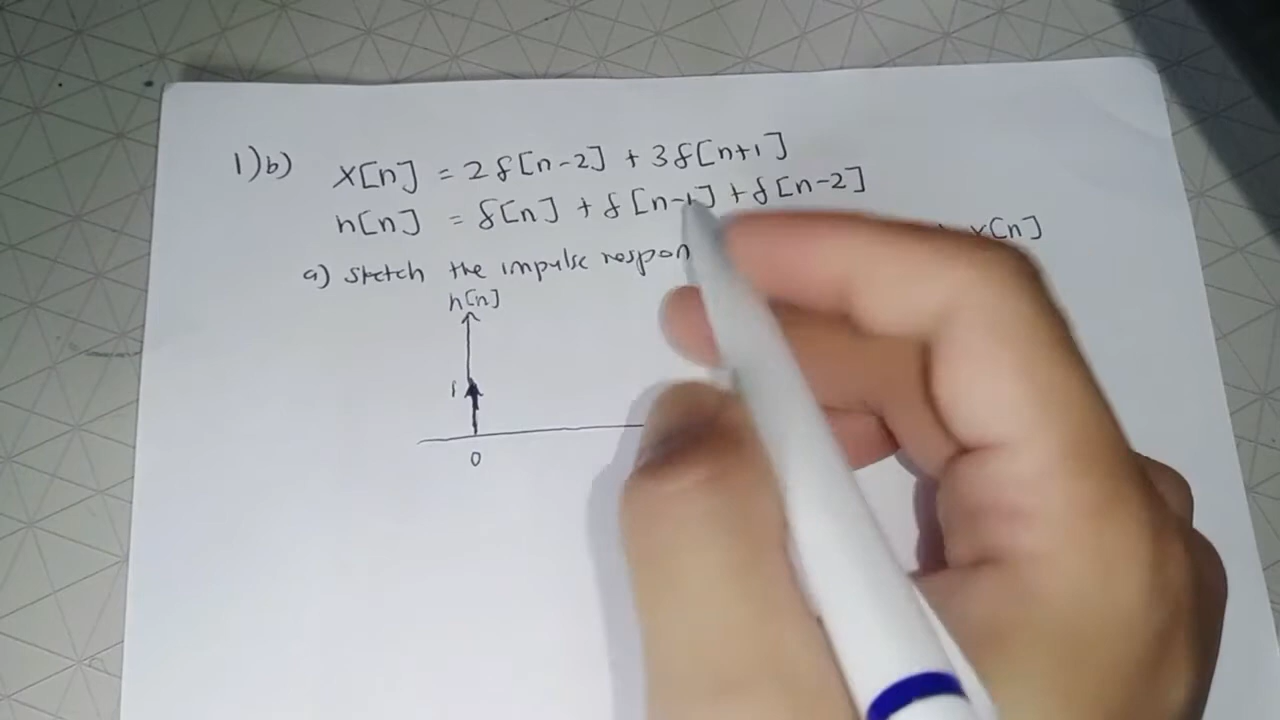 1)b) x[n] = 2δ[n-2] + 3δ[n+1]
h[n] = δ[n] + δ[n-1] + δ[n-2]
a) sketch the impulse respon x[n]
h[n]
1
0